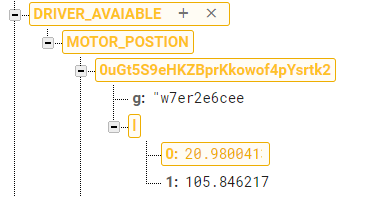 DRIVER_AVAIABLE + ×
MOTOR_POSTION
0uGt5S9eHKZBprKkowof4pYsrtk2
g: "w7er2e6cee
l
0: 20.980041
1: 105.846217